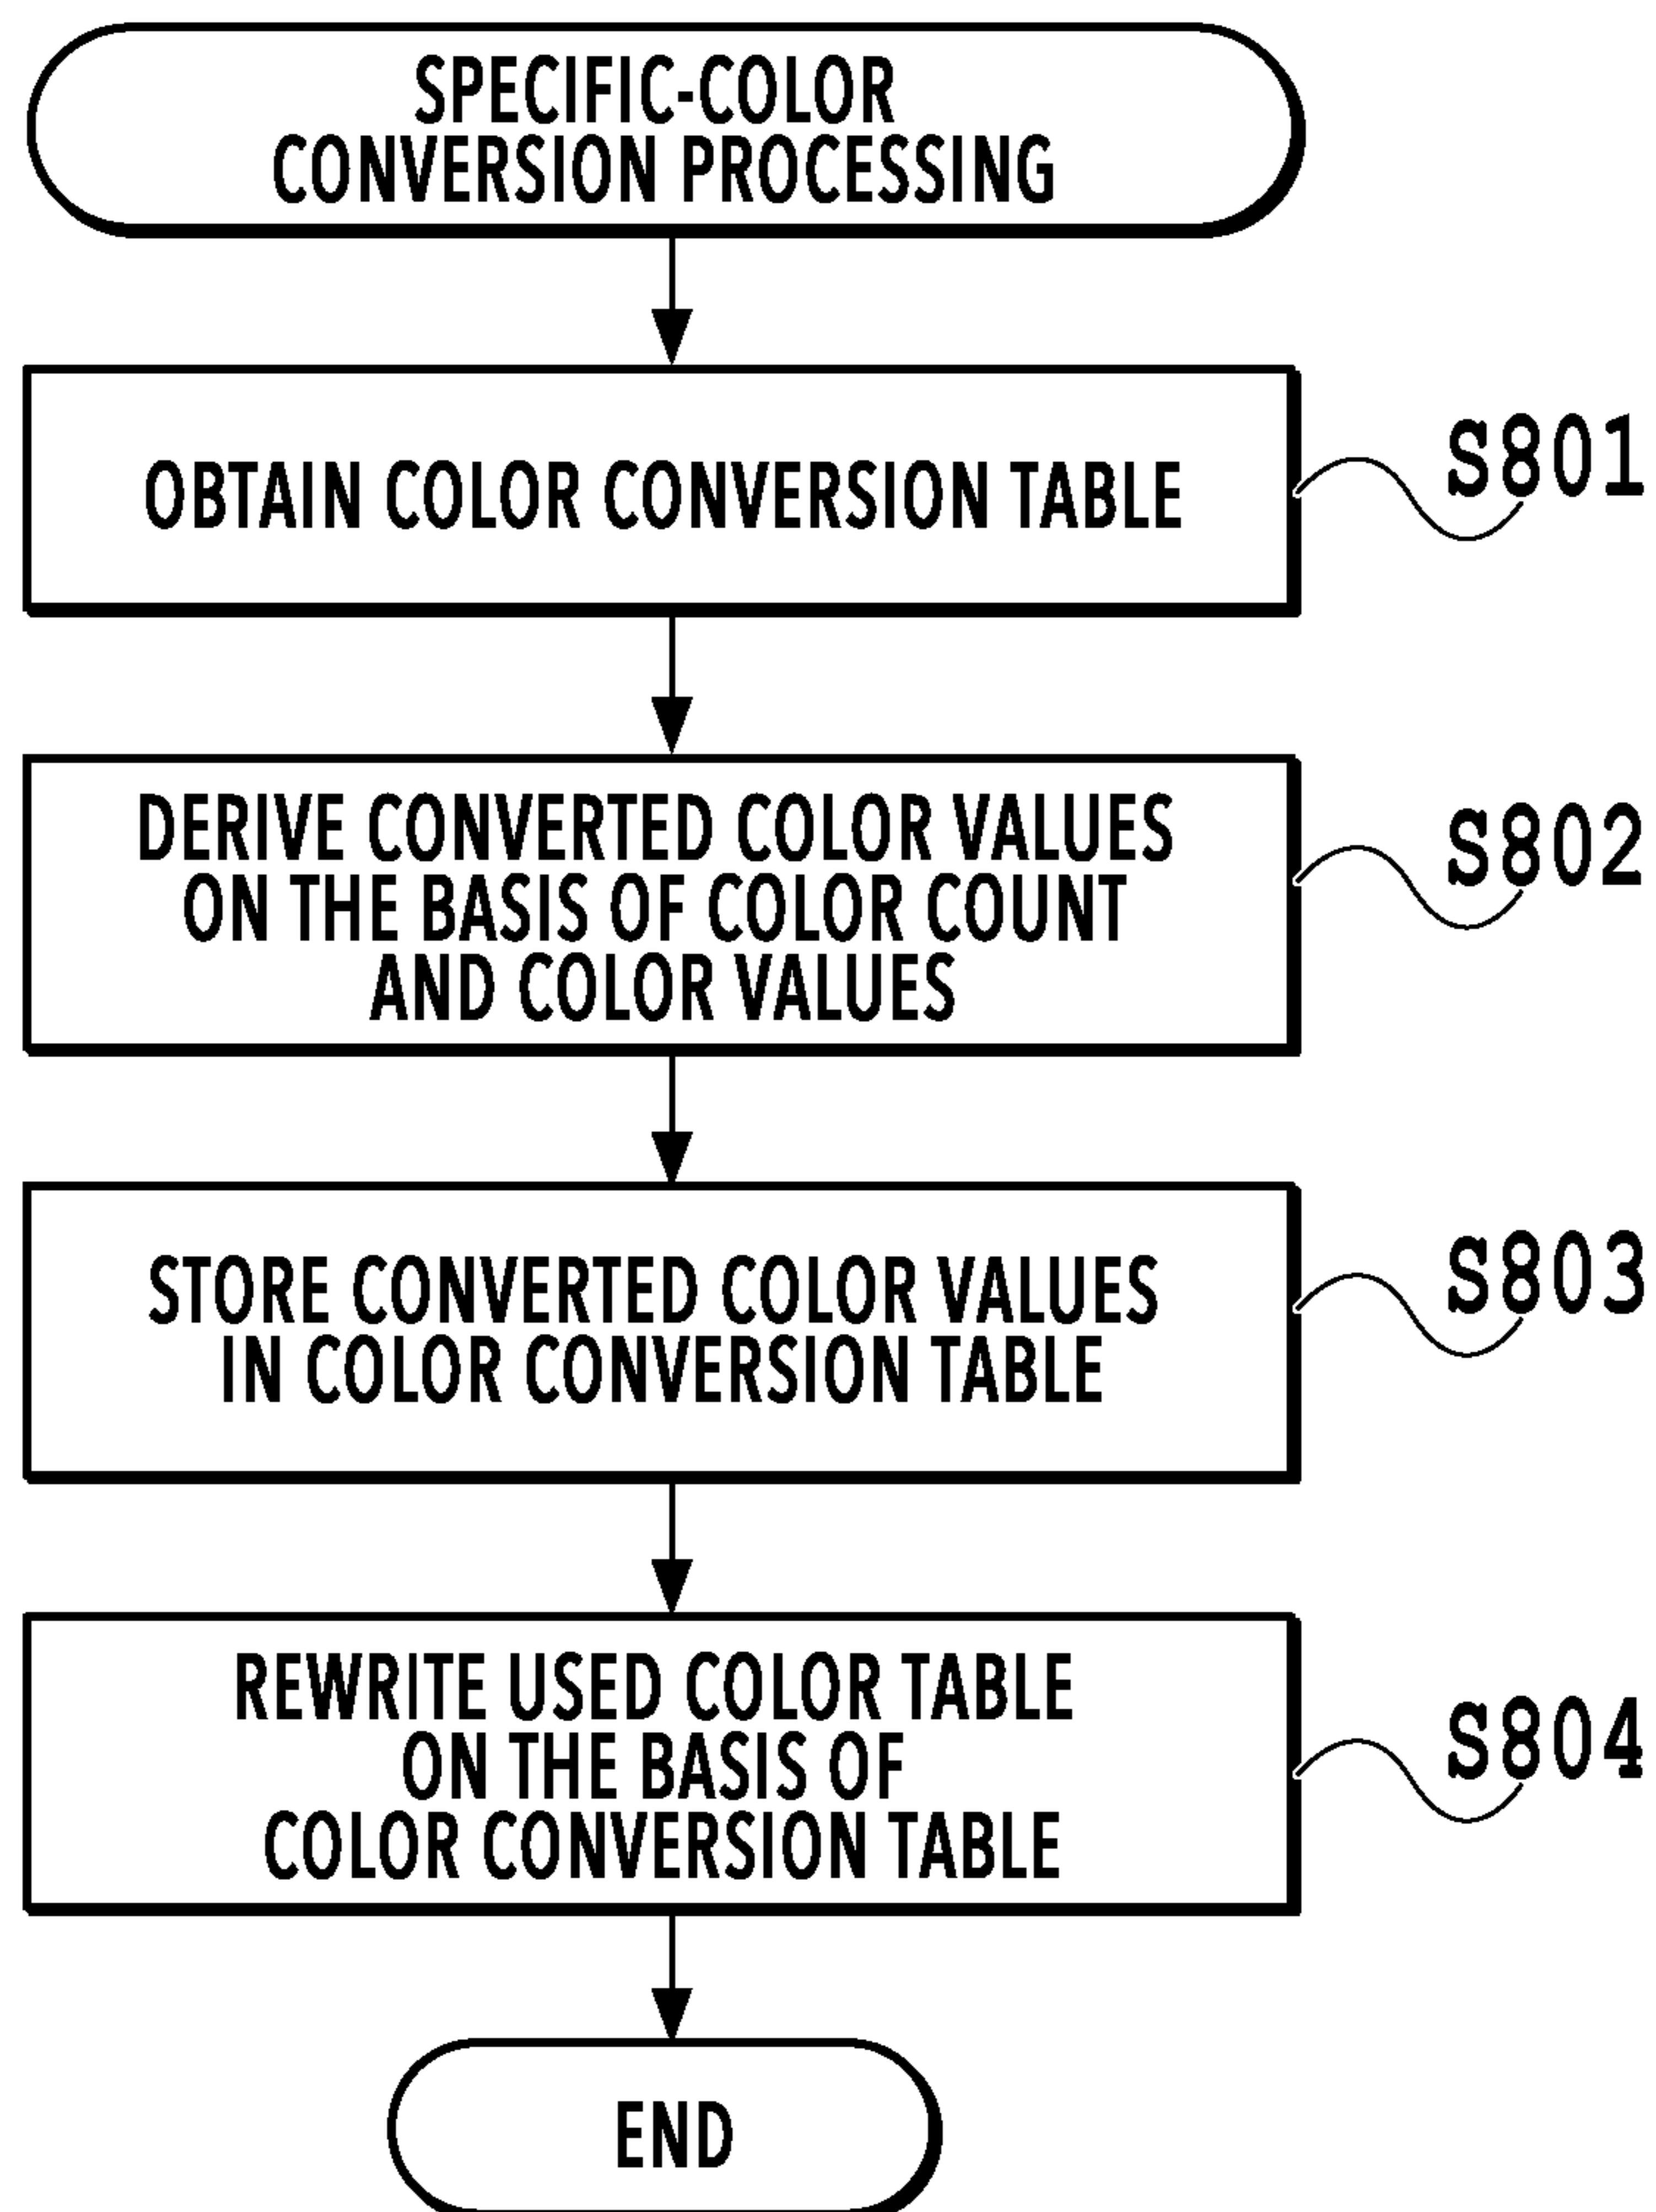 SPECIFIC-COLOR
CONVERSION PROCESSING
OBTAIN COLOR CONVERSION TABLE
S801
DERIVE CONVERTED COLOR VALUES
ON THE BASIS OF COLOR COUNT
AND COLOR VALUES
S802
STORE CONVERTED COLOR VALUES
IN COLOR CONVERSION TABLE
S803
REWRITE USED COLOR TABLE
ON THE BASIS OF
COLOR CONVERSION TABLE
S804
END